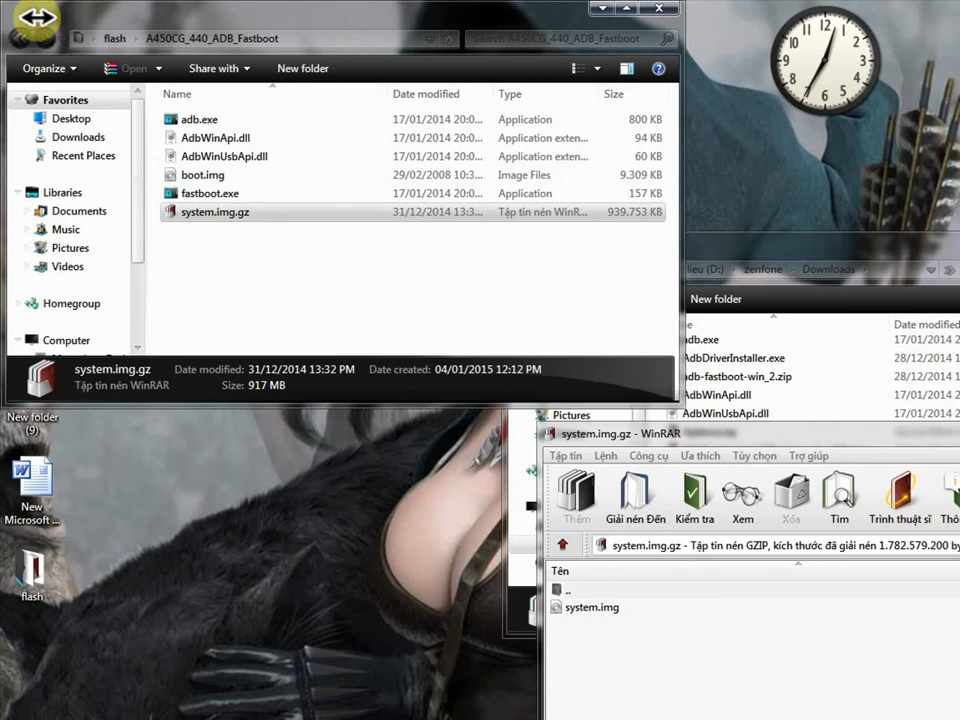 flash A450CG_440_ADB_Fastboot
Search A450CG_440_ADB_Fastboot
Organize Open Share with New folder
Name Date modified Type Size
Favorites
Desktop
Downloads
Recent Places
Libraries
Documents
Music
Pictures
Videos
Homegroup
Computer
adb.exe 17/01/2014 20:0... Application 800 KB
AdbWinApi.dll 17/01/2014 20:0... Application exten... 94 KB
AdbWinUsbApi.dll 17/01/2014 20:0... Application exten... 60 KB
boot.img 29/02/2008 10:3... Image Files 9.309 KB
fastboot.exe 17/01/2014 20:0... Application 157 KB
system.img.gz 31/12/2014 13:3... Tập tin nén WinR... 939.753 KB
system.img.gz Date modified: 31/12/2014 13:32 PM Date created: 04/01/2015 12:12 PM
Tập tin nén WinRAR Size: 917 MB
12 1 2 3 4 5 6 7 8 9 10 11
lieu (D:) zenfone Downloads
New folder
Date modified
adb.exe 17/01/2014
AdbDriverInstaller.exe 28/12/2014
adb-fastboot-win_2.zip 28/12/2014
AdbWinApi.dll 17/01/2014
AdbWinUsbApi.dll 17/01/2014
Pictures
New folder
(9)
New
Microsoft ...
flash
system.img.gz - WinRAR
Tập tin Lệnh Công cụ Ưa thích Tùy chọn Trợ giúp
Thêm Giải nén Đến Kiểm tra Xem Xóa Tìm Trình thuật sĩ Thô
system.img.gz - Tập tin nén GZIP, kích thước đã giải nén 1.782.579.200 by
Tên
..
system.img